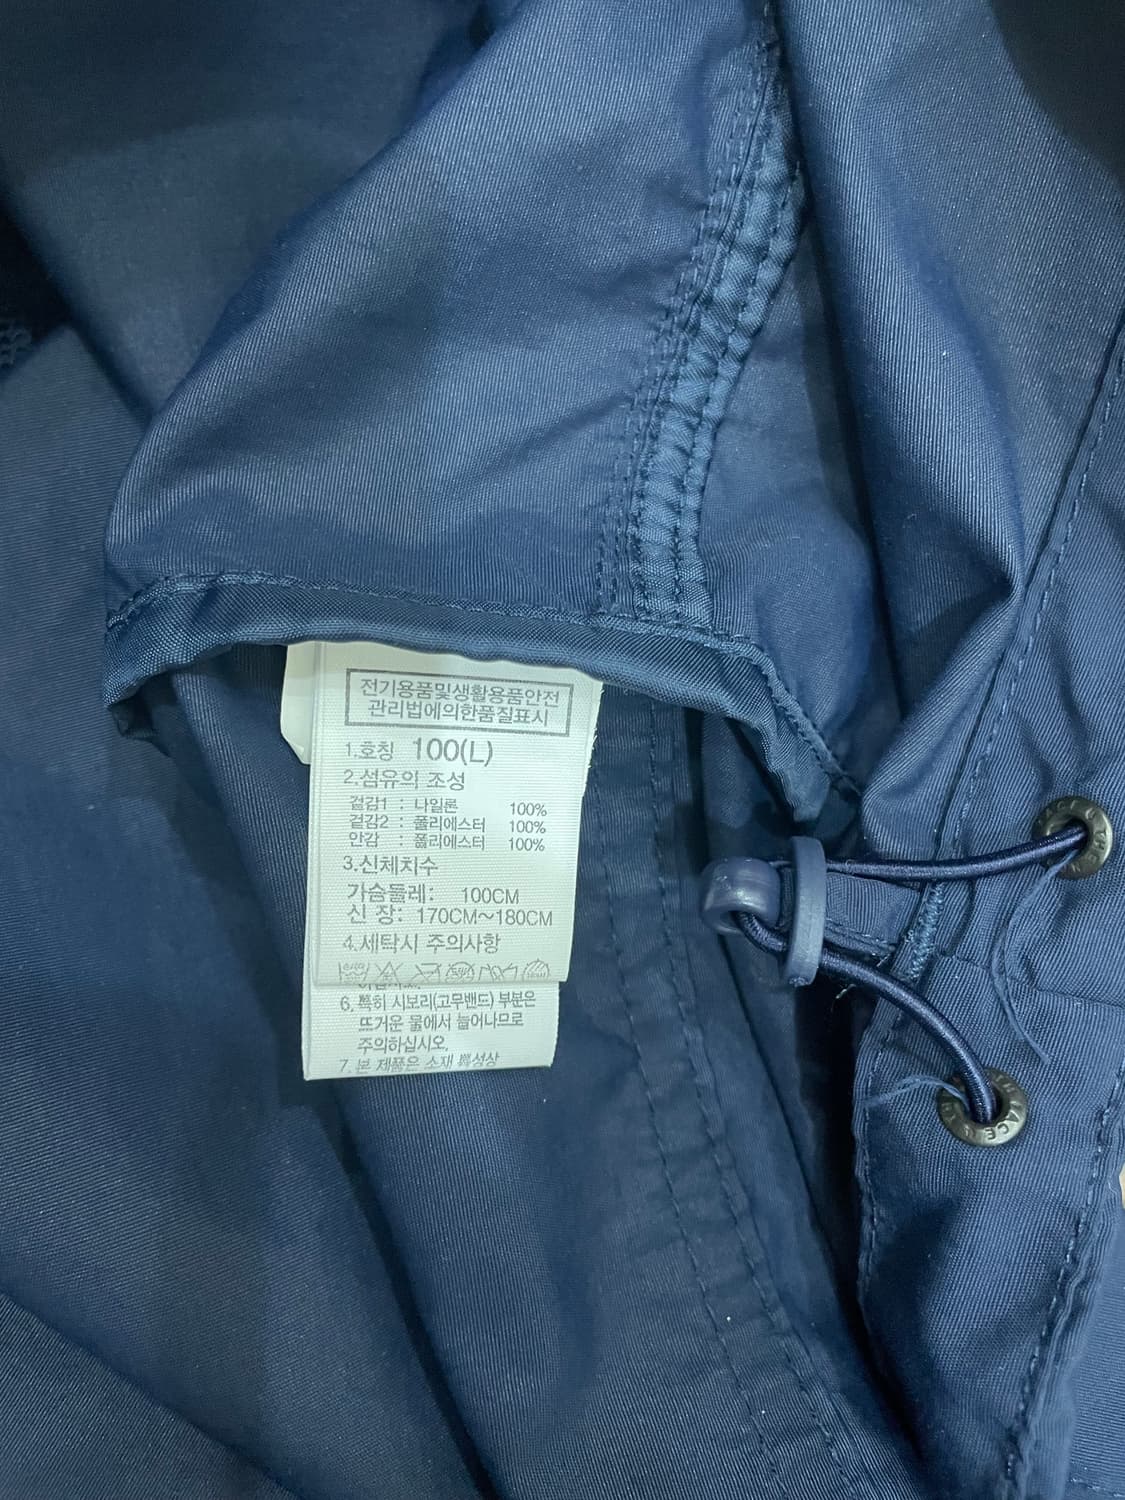 전기용품및생활용품안전
관리법에의한품질표시
1.호칭 100(L)
2.섬유의 조성
겉감1 : 나일론 100%
겉감2 : 폴리에스터 100%
안감 : 폴리에스터 100%
3.신체치수
가슴둘레: 100CM
신 장: 170CM~180CM
4.세탁시 주의사항
6. 특히 시보리(고무밴드) 부분은
뜨거운 물에서 늘어나므로
주의하십시오.
7. 본 제품은 소재 특성상